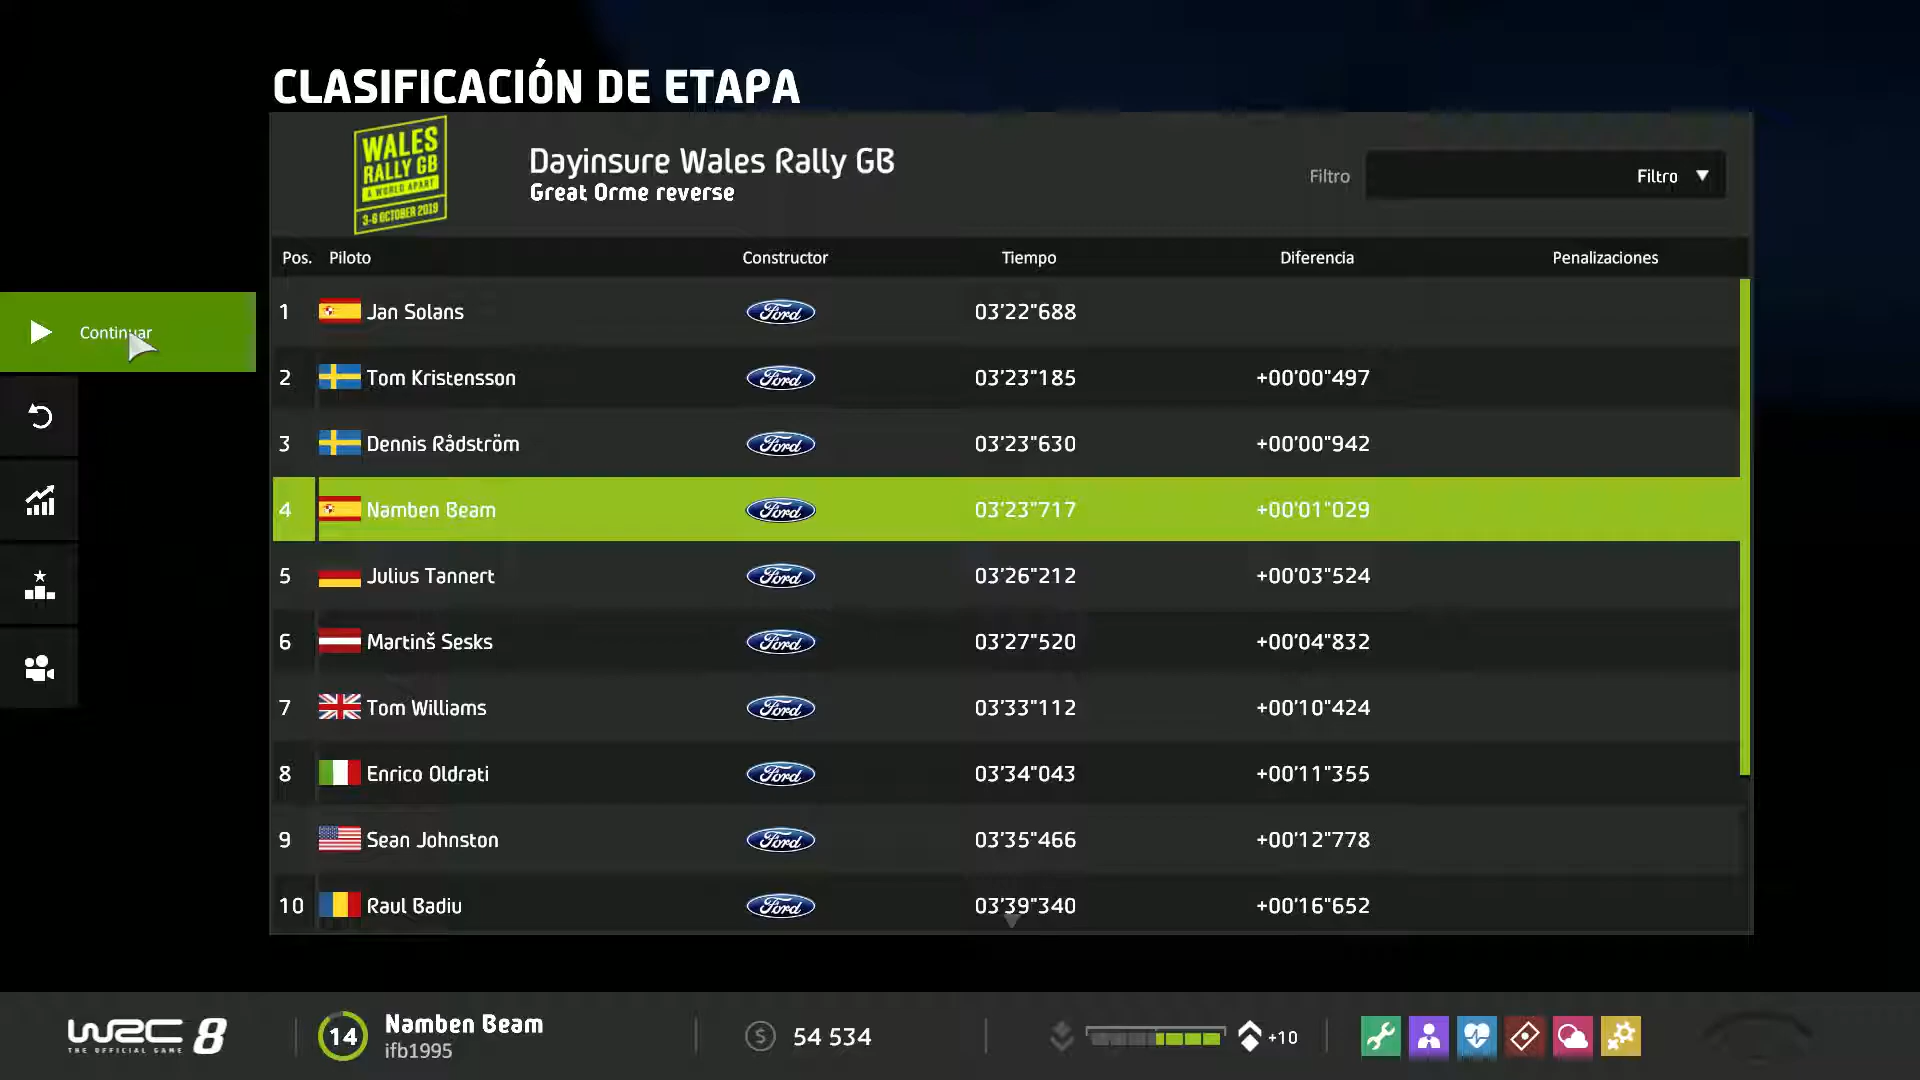 CLASIFICACIÓN DE ETAPA
WALES
RALLY GB
A WORLD APART
3-6 OCTOBER 2019
Dayinsure Wales Rally GB
Great Orme reverse
Filtro Filtro
Pos. Piloto Constructor Tiempo Diferencia Penalizaciones
1 Jan Solans Ford 03'22"688
2 Tom Kristensson Ford 03'23"185 +00'00"497
3 Dennis Rådström Ford 03'23"630 +00'00"942
4 Namben Beam Ford 03'23"717 +00'01"029
5 Julius Tannert Ford 03'26"212 +00'03"524
6 Martinš Sesks Ford 03'27"520 +00'04"832
7 Tom Williams Ford 03'33"112 +00'10"424
8 Enrico Oldrati Ford 03'34"043 +00'11"355
9 Sean Johnston Ford 03'35"466 +00'12"778
10 Raul Badiu Ford 03'39"340 +00'16"652
Continuar
WRC 8
THE OFFICIAL GAME
14 Namben Beam
ifb1995
54 534
+10